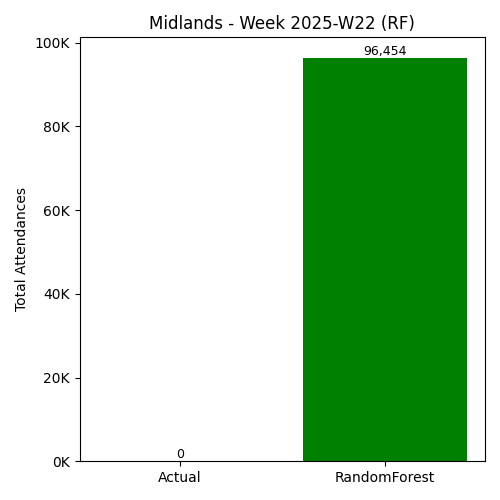 Midlands - Week 2025-W22 (RF)
Total Attendances
100K
80K
60K
40K
20K
0K
0
96,454
Actual
RandomForest